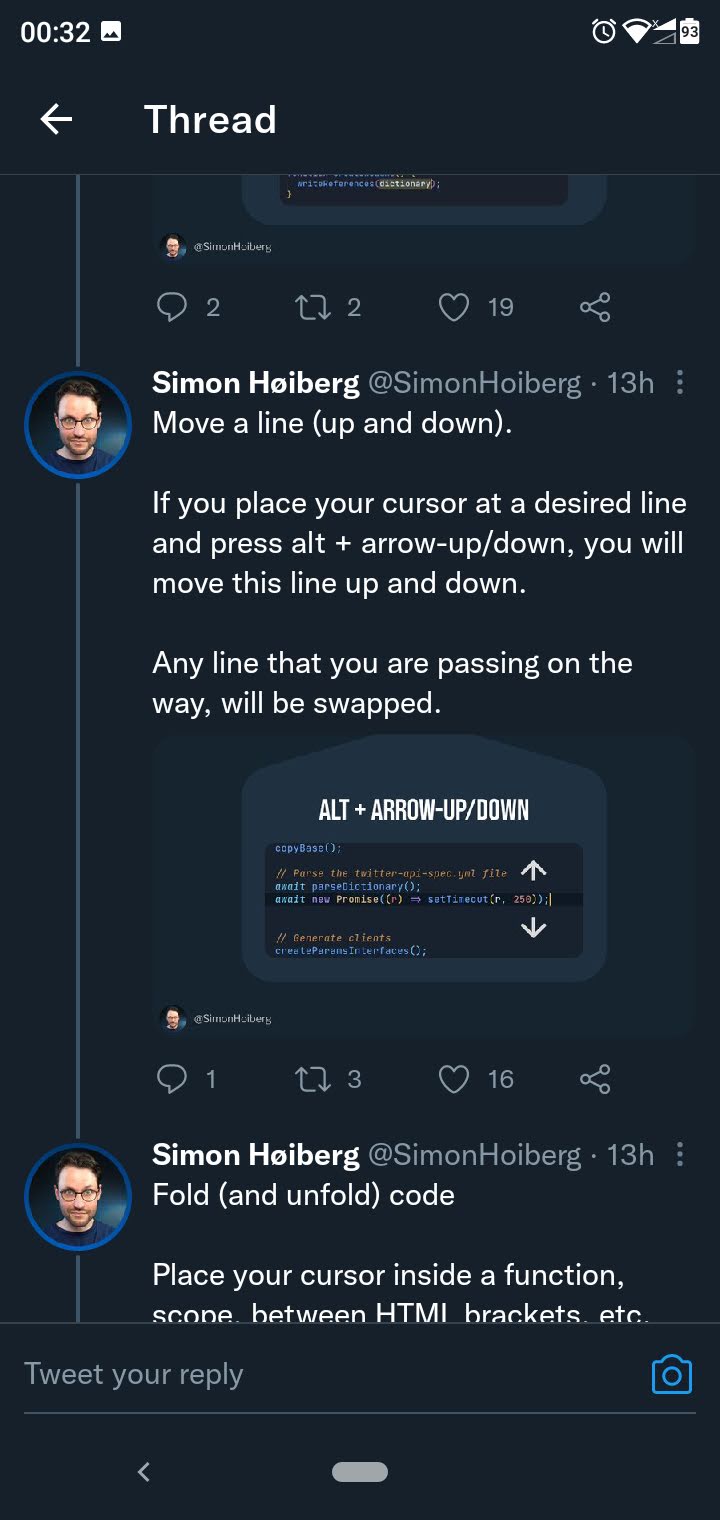 00:32
93
Thread
writeReferences(dictionary);
}
@SimonHoiberg
2 2 19
Simon Høiberg @SimonHoiberg · 13h
Move a line (up and down).
If you place your cursor at a desired line
and press alt + arrow-up/down, you will
move this line up and down.
Any line that you are passing on the
way, will be swapped.
ALT + ARROW-UP/DOWN
copyBase();
// Parse the twitter-api-spec.yml file
await parseDictionary();
await new Promise((r) => setTimeout(r, 250));
// Generate clients
createParamsInterfaces();
@SimonHoiberg
1 3 16
Simon Høiberg @SimonHoiberg · 13h
Fold (and unfold) code
Place your cursor inside a function,
scope, between HTML brackets, etc.
Tweet your reply